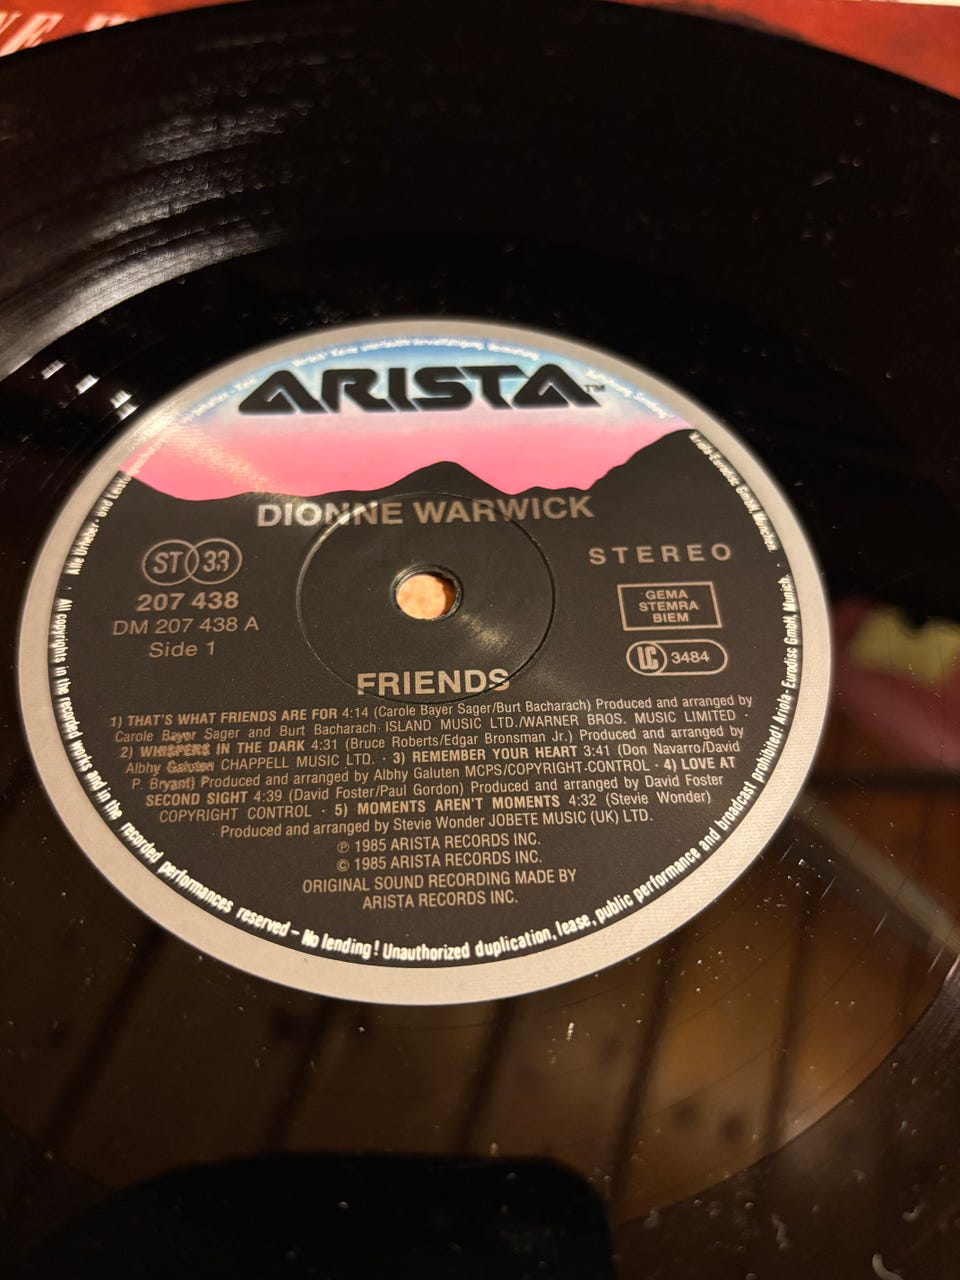 ARISTA™
DIONNE WARWICK
ST 33
STEREO
207 438
DM 207 438 A
Side 1
GEMA
STEMRA
BIEM
LC 3484
FRIENDS
1) THAT'S WHAT FRIENDS ARE FOR 4:14 (Carole Bayer Sager/Burt Bacharach) Produced and arranged by
Carole Bayer Sager and Burt Bacharach · ISLAND MUSIC LTD./WARNER BROS. MUSIC LIMITED ·
2) WHISPERS IN THE DARK 4:31 (Bruce Roberts/Edgar Bronsman Jr.) Produced and arranged by
Albhy Galuten CHAPPELL MUSIC LTD. · 3) REMEMBER YOUR HEART 3:41 (Don Navarro/David
P. Bryant) Produced and arranged by Albhy Galuten MCPS/COPYRIGHT-CONTROL · 4) LOVE AT
SECOND SIGHT 4:39 (David Foster/Paul Gordon) Produced and arranged by David Foster
COPYRIGHT CONTROL · 5) MOMENTS AREN'T MOMENTS 4:32 (Stevie Wonder)
Produced and arranged by Stevie Wonder JOBETE MUSIC (UK) LTD.
℗ 1985 ARISTA RECORDS INC.
© 1985 ARISTA RECORDS INC.
ORIGINAL SOUND RECORDING MADE BY
ARISTA RECORDS INC.
Alle Urheber- und
Ariola-Eurodisc GmbH, München.
All copyrights in the recorded works and in the recorded performances reserved – No lending! Unauthorized duplication, lease, public performance and broadcast prohibited! Ariola-Eurodisc GmbH, Munich.